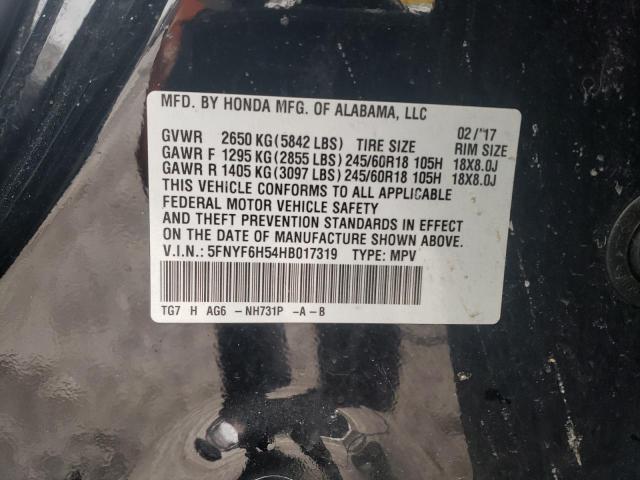 MFD. BY HONDA MFG. OF ALABAMA, LLC
02/'17
GVWR 2650 KG(5842 LBS) TIRE SIZE RIM SIZE
GAWR F 1295 KG(2855 LBS)245/60R18 105H 18X8.0J
GAWR R 1405 KG(3097 LBS)245/60R18 105H 18X8.0J
THIS VEHICLE CONFORMS TO ALL APPLICABLE
FEDERAL MOTOR VEHICLE SAFETY
AND THEFT PREVENTION STANDARDS IN EFFECT
ON THE DATE OF MANUFACTURE SHOWN ABOVE.
V.I.N.: 5FNYF6H54HB017319 TYPE: MPV
TG7 H AG6 -NH731P -A-8